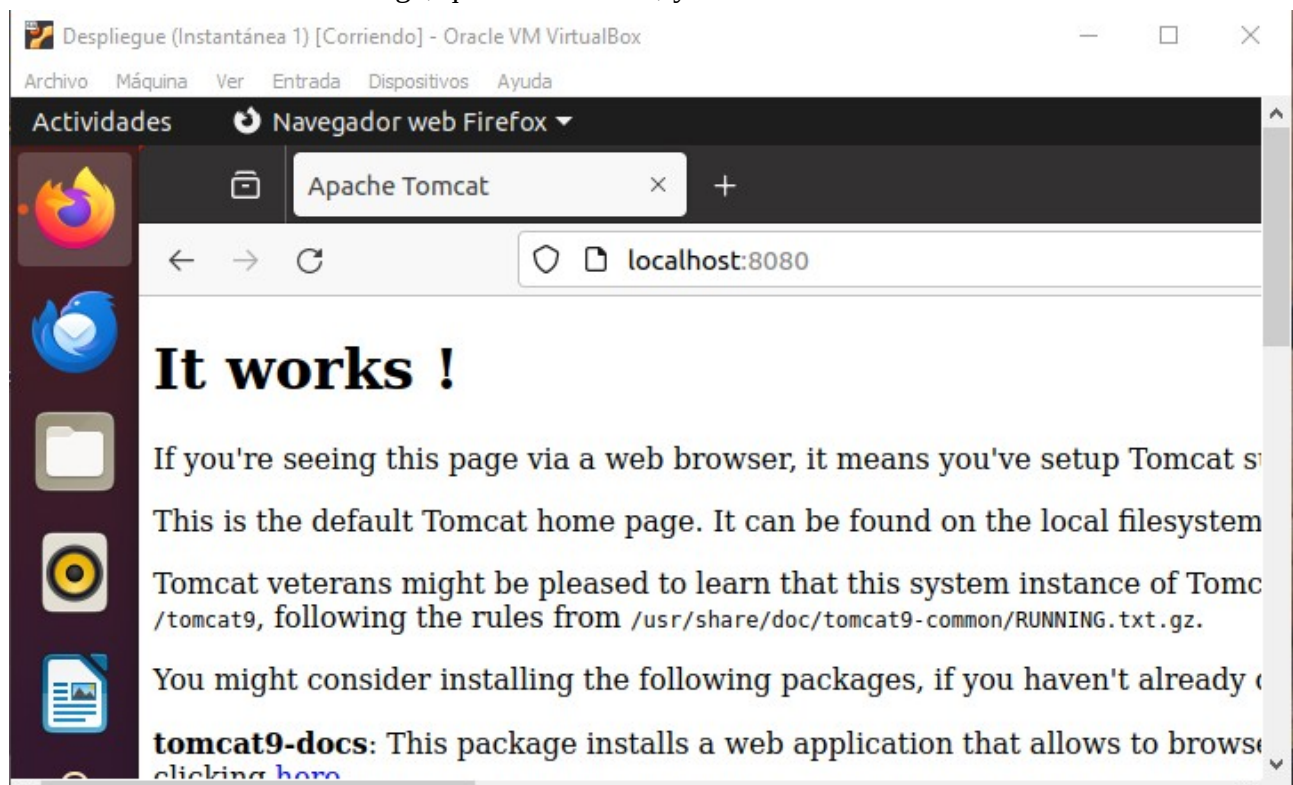 Despliegue (Instantánea 1) [Corriendo] - Oracle VM VirtualBox
Archivo Máquina Ver Entrada Dispositivos Ayuda
Actividades Navegador web Firefox
Apache Tomcat
localhost:8080
It works !
If you're seeing this page via a web browser, it means you've setup Tomcat
This is the default Tomcat home page. It can be found on the local filesystem
Tomcat veterans might be pleased to learn that this system instance of
/tomcat9, following the rules from /usr/share/doc/tomcat9-common/RUNNING.txt.gz.
You might consider installing the following packages, if you haven't already
tomcat9-docs: This package installs a web application that allows to
clicking here